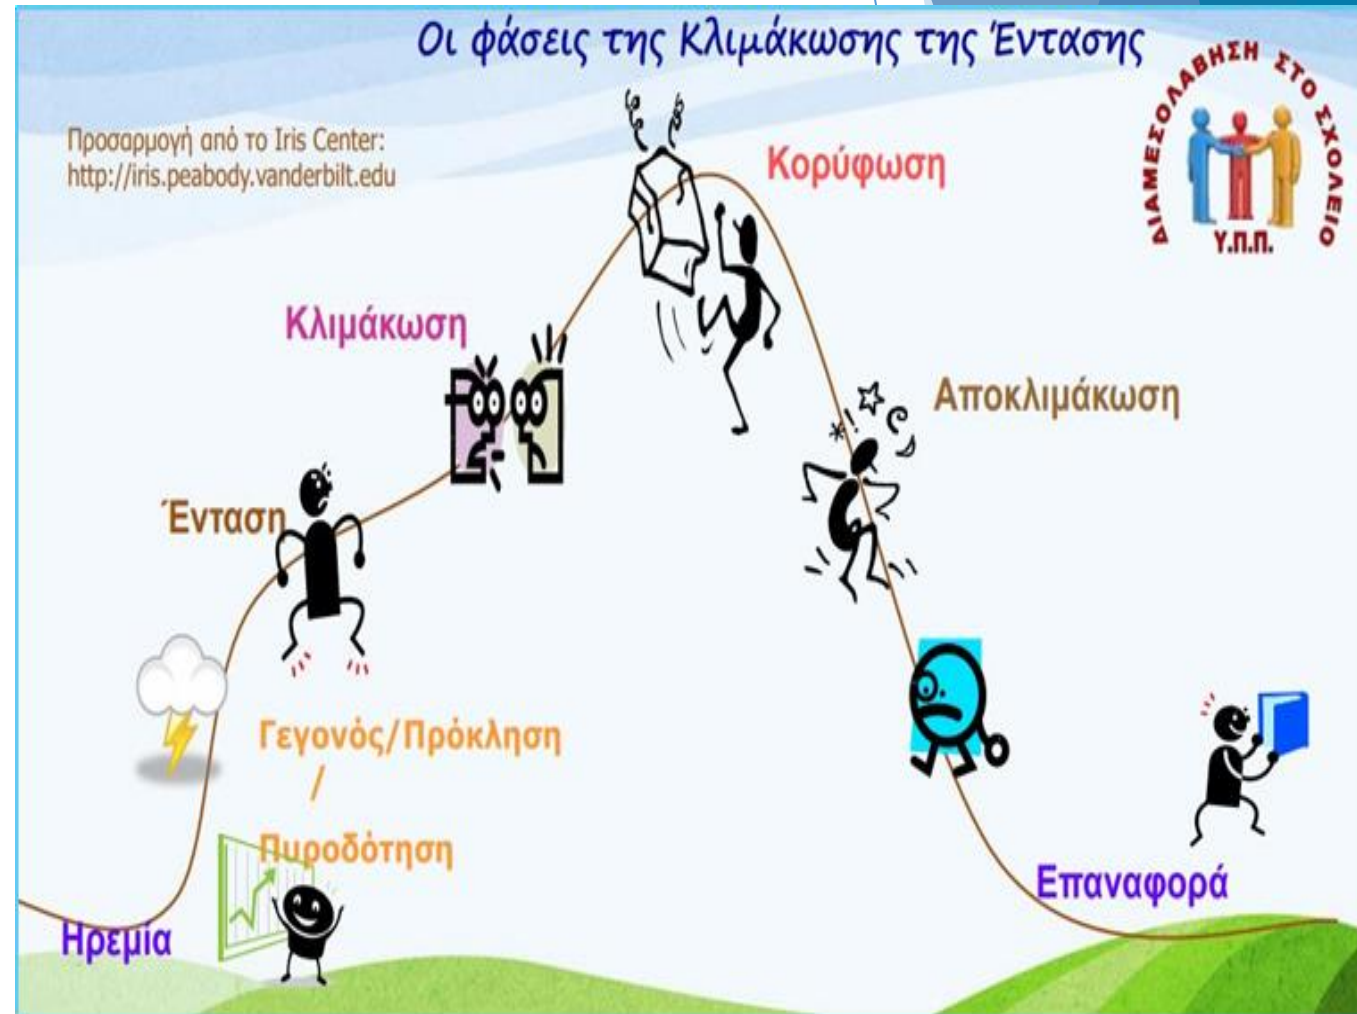 Οι φάσεις της Κλιμάκωσης της Έντασης
Προσαρμογή από το Iris Center:
http://iris.peabody.vanderbilt.edu
ΔΙΑΜΕΣΟΛΑΒΗΣΗ ΣΤΟ ΣΧΟΛΕΙΟ
Υ.Π.Π.
Κορύφωση
Κλιμάκωση
Αποκλιμάκωση
Ένταση
Γεγονός/Πρόκληση
/
Πυροδότηση
Επαναφορά
Ηρεμία